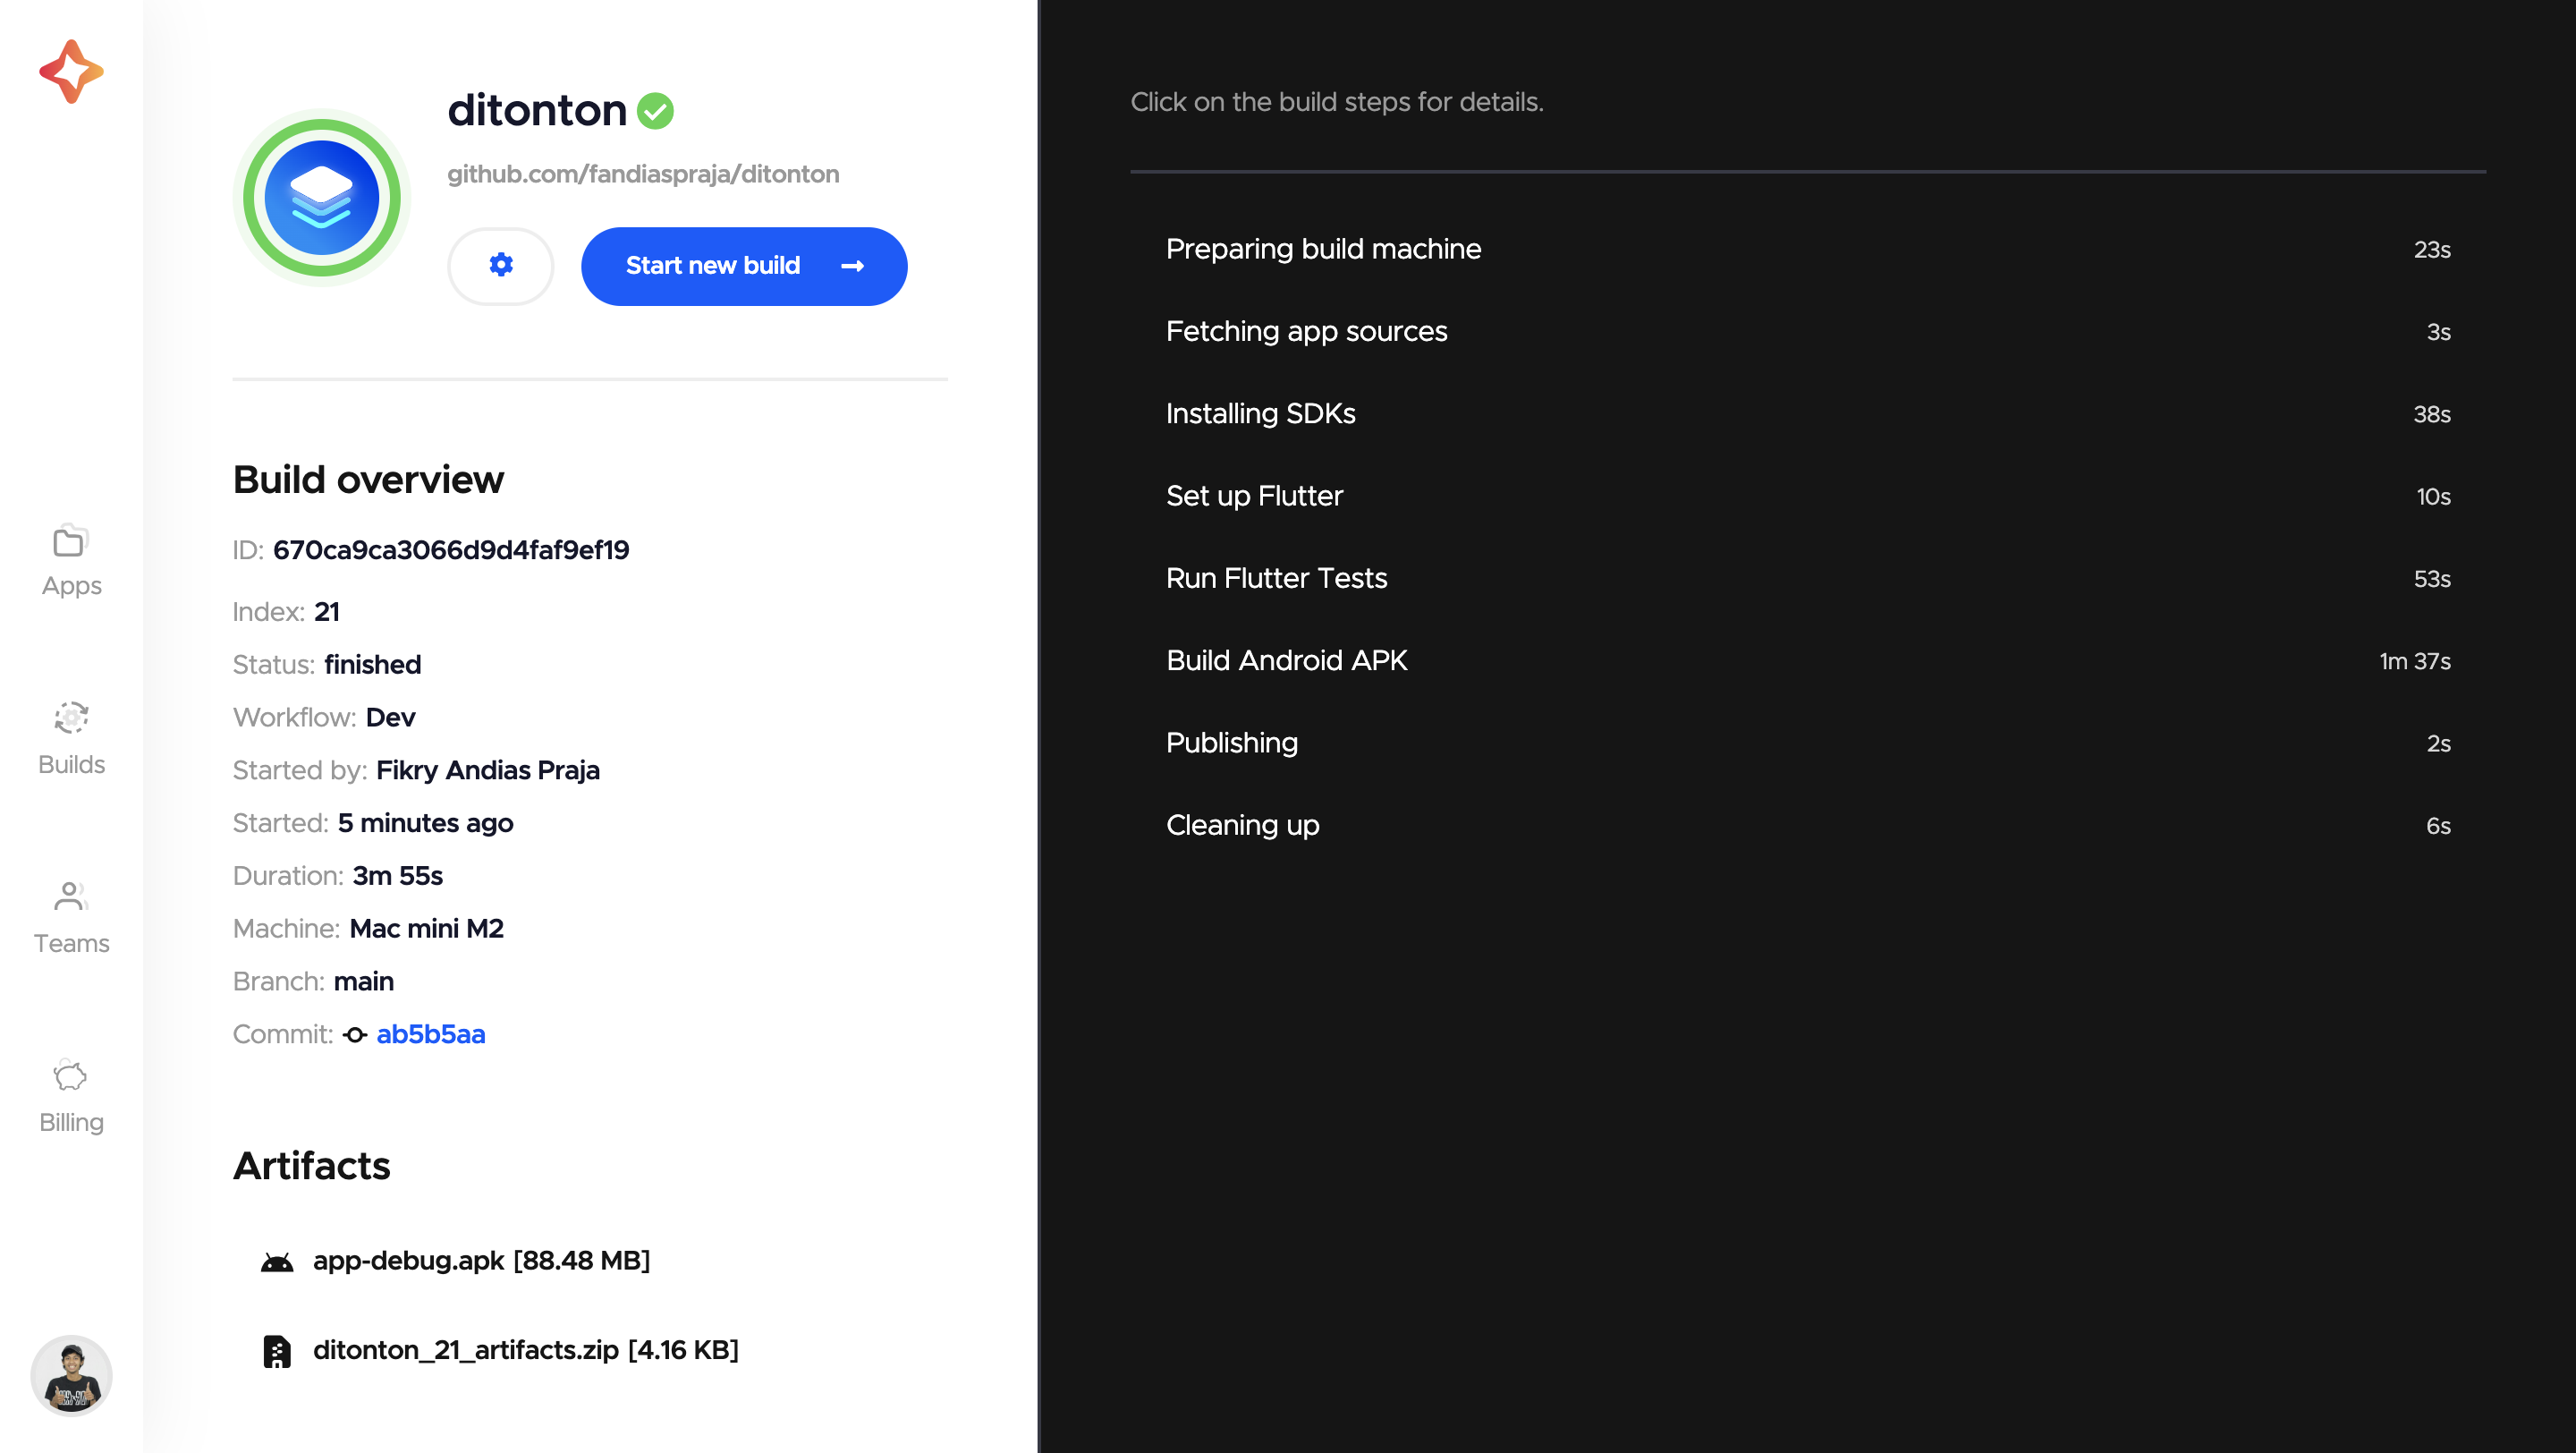 ditonton
github.com/fandiaspraja/ditonton
Start new build
Build overview
ID: 670ca9ca3066d9d4faf9ef19
Index: 21
Status: finished
Workflow: Dev
Started by: Fikry Andias Praja
Started: 5 minutes ago
Duration: 3m 55s
Machine: Mac mini M2
Branch: main
Commit: ab5b5aa
Artifacts
app-debug.apk [88.48 MB]
ditonton_21_artifacts.zip [4.16 KB]
Apps
Builds
Teams
Billing
Click on the build steps for details.
Preparing build machine 23s
Fetching app sources 3s
Installing SDKs 38s
Set up Flutter 10s
Run Flutter Tests 53s
Build Android APK 1m 37s
Publishing 2s
Cleaning up 6s